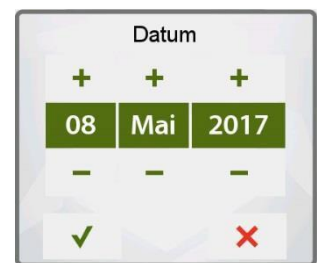 Datum
+ + +
08 Mai 2017
− − −
✓ ✕